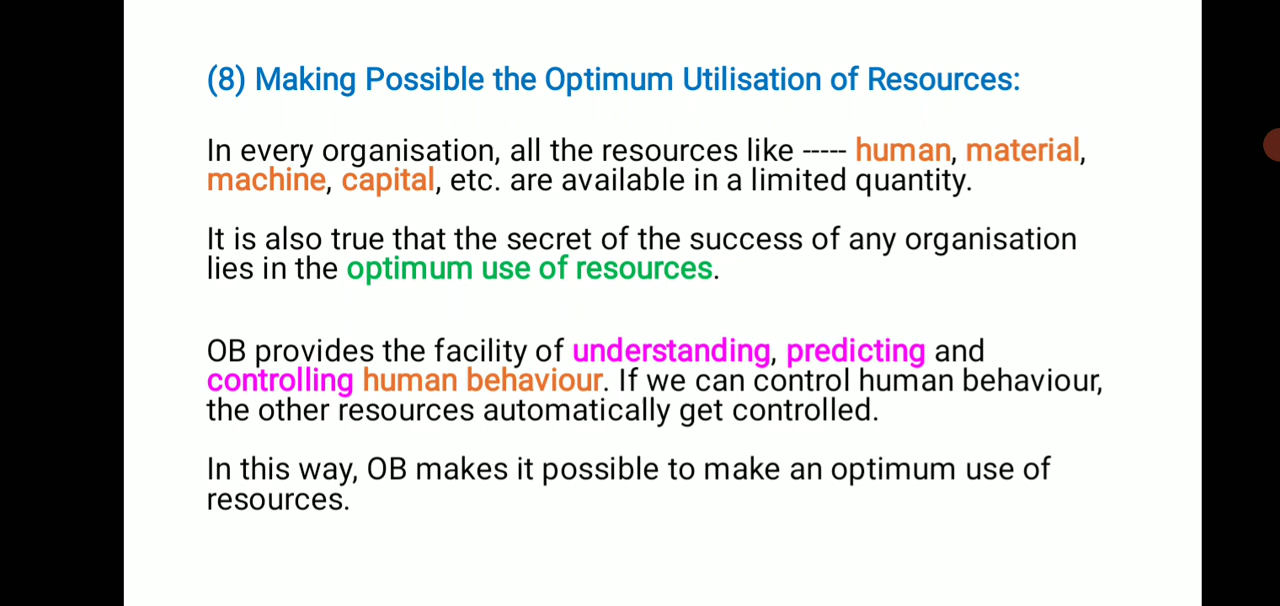 (8) Making Possible the Optimum Utilisation of Resources:
In every organisation, all the resources like ----- human, material,
machine, capital, etc. are available in a limited quantity.
It is also true that the secret of the success of any organisation
lies in the optimum use of resources.
OB provides the facility of understanding, predicting and
controlling human behaviour. If we can control human behaviour,
the other resources automatically get controlled.
In this way, OB makes it possible to make an optimum use of
resources.